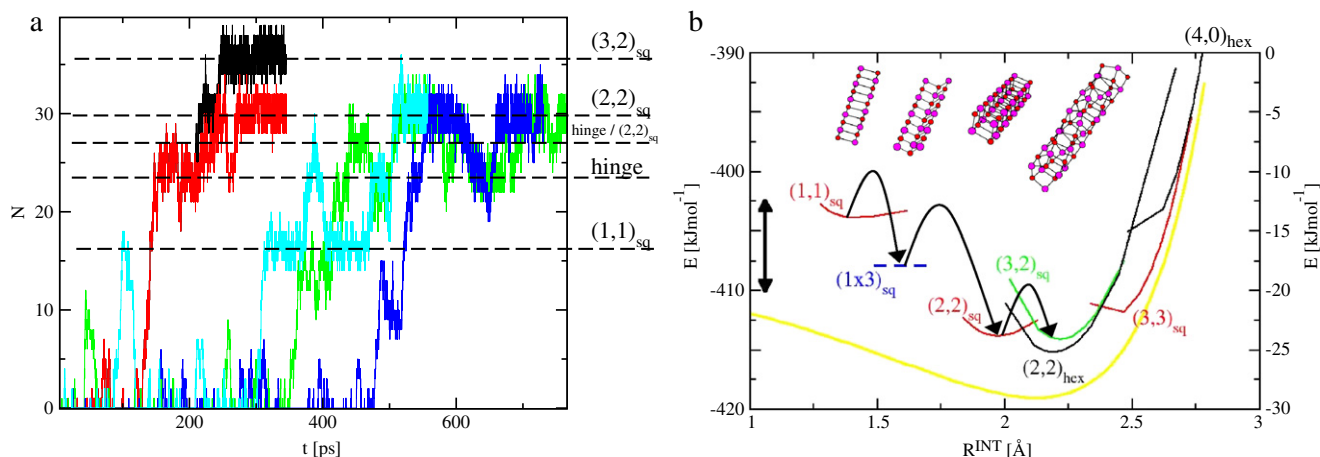 a
N
40
30
20
10
0
200
400
600
t [ps]
(3,2)sq
(2,2)sq
hinge / (2,2)sq
hinge
(1,1)sq
b
(4,0)hex
E [kJmol-1]
-390
-400
-410
-420
0
-5
-10
-15
-20
-25
-30
E [kJmol-1]
(1,1)sq
(1x3)sq
(3,2)sq
(2,2)sq
(3,3)sq
(2,2)hex
1
1.5
2
2.5
3
RINT [Å]